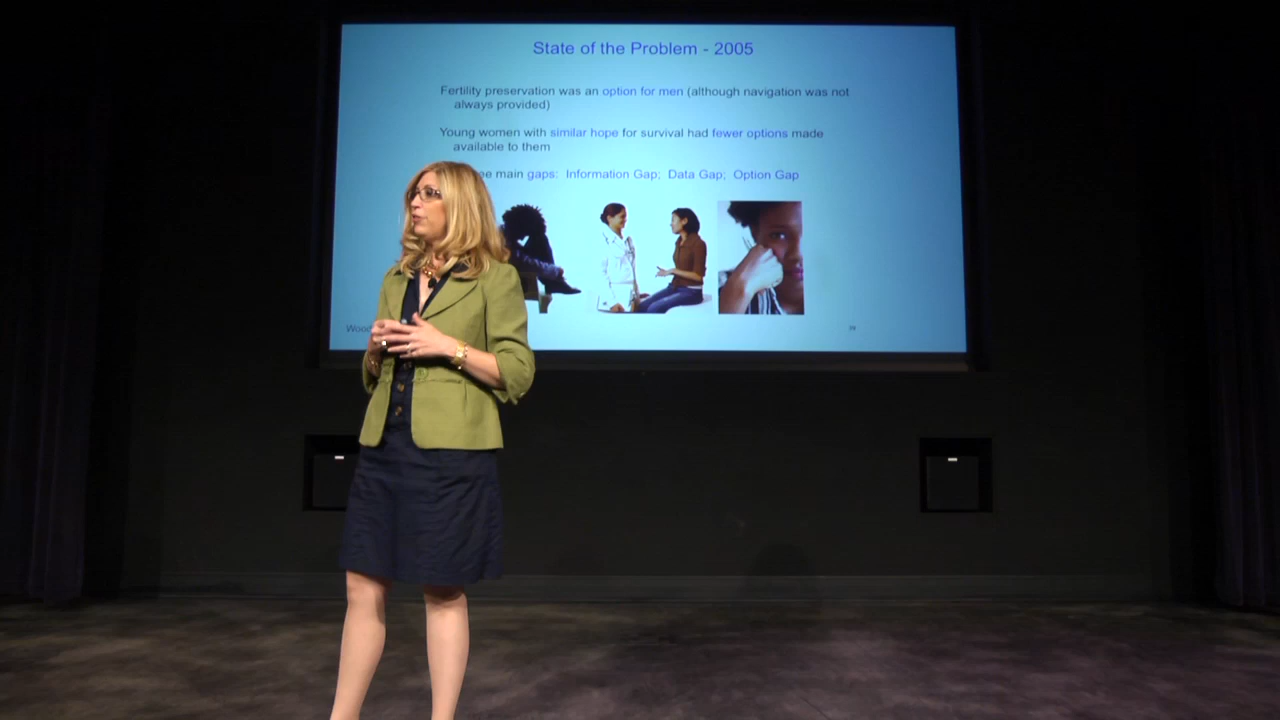 State of the Problem - 2005
Fertility preservation was an option for men (although navigation was not
always provided)
Young women with similar hope for survival had fewer options made
available to them
main gaps: Information Gap; Data Gap; Option Gap